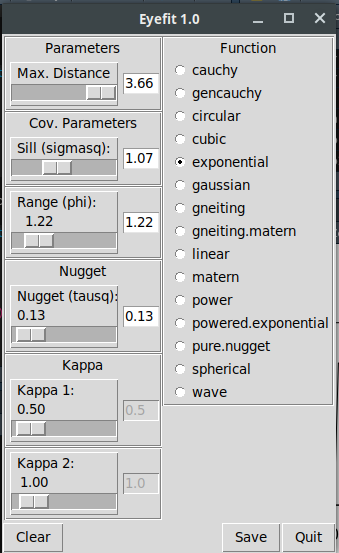 Eyefit 1.0
Parameters
Max. Distance
3.66
Cov. Parameters
Sill (sigmasq):
1.07
Range (phi):
1.22
1.22
Nugget
Nugget (tausq):
0.13
0.13
Kappa
Kappa 1:
0.50
0.5
Kappa 2:
1.00
1.0
Function
cauchy
gencauchy
circular
cubic
exponential
gaussian
gneiting
gneiting.matern
linear
matern
power
powered.exponential
pure.nugget
spherical
wave
Clear
Save
Quit